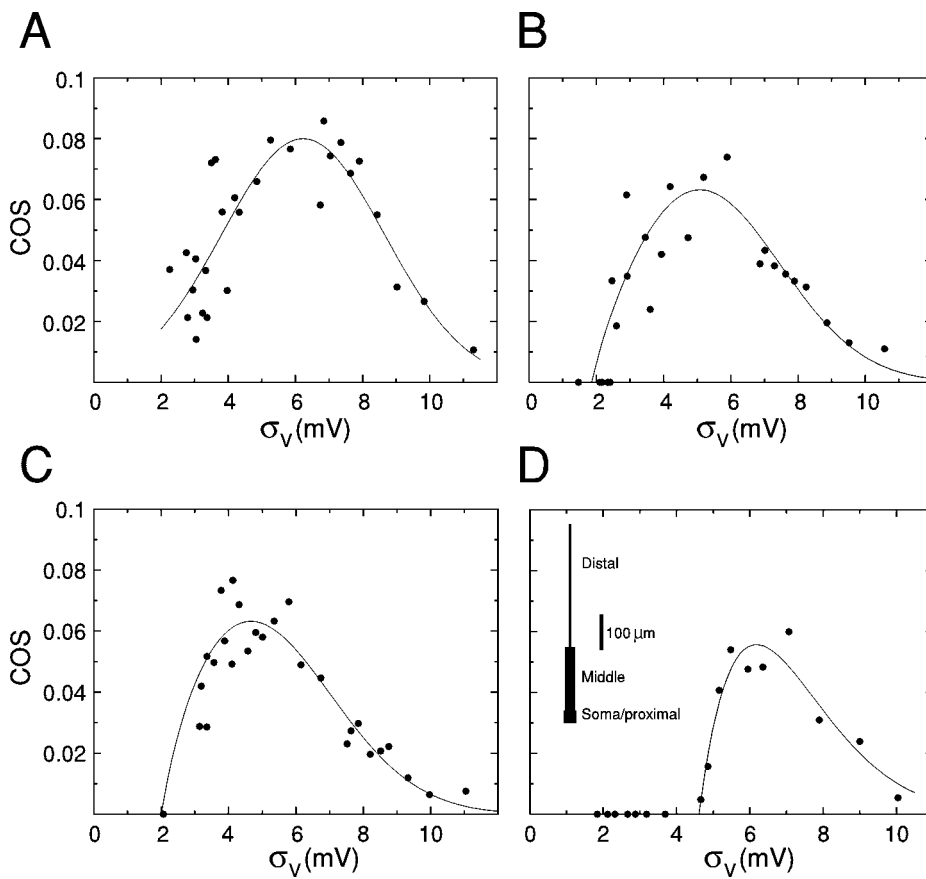 A
B
0.1
0.08
0.06
0.04
0.02
COS
0 2 4 6 8 10
σV(mV)
0 2 4 6 8 10
σV(mV)
C
D
0.1
0.08
0.06
0.04
0.02
COS
Distal
100 μm
Middle
Soma/proximal
0 2 4 6 8 10
σV(mV)
0 2 4 6 8 10
σV(mV)